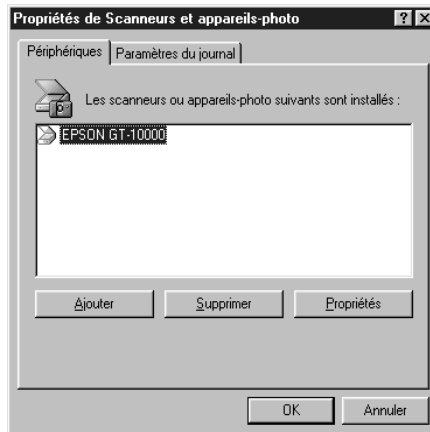 Propriétés de Scanneurs et appareils-photo
Périphériques Paramètres du journal
Les scanneurs ou appareils-photo suivants sont installés :
EPSON GT-10000
Ajouter Supprimer Propriétés
OK Annuler